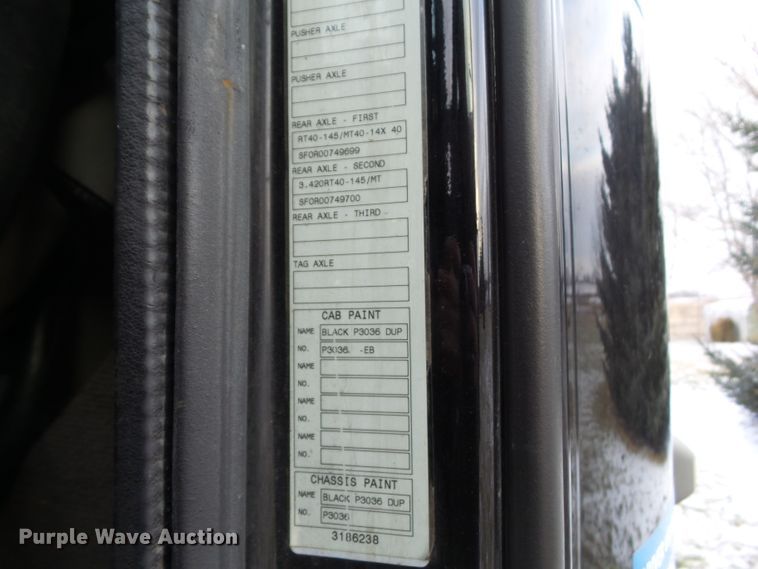 PUSHER AXLE
PUSHER AXLE
REAR AXLE - FIRST
RT40-145/MT40-14X 40
SFOR00749699
REAR AXLE - SECOND
3.420RT40-145/MT
SFOR00749700
REAR AXLE - THIRD
TAG AXLE
CAB PAINT
NAME BLACK P3036 DUP
NO. P3036 -EB
NAME
NO.
NAME
NO.
NAME
NO.
CHASSIS PAINT
NAME BLACK P3036 DUP
NO. P3036
3186238
Purple Wave Auction